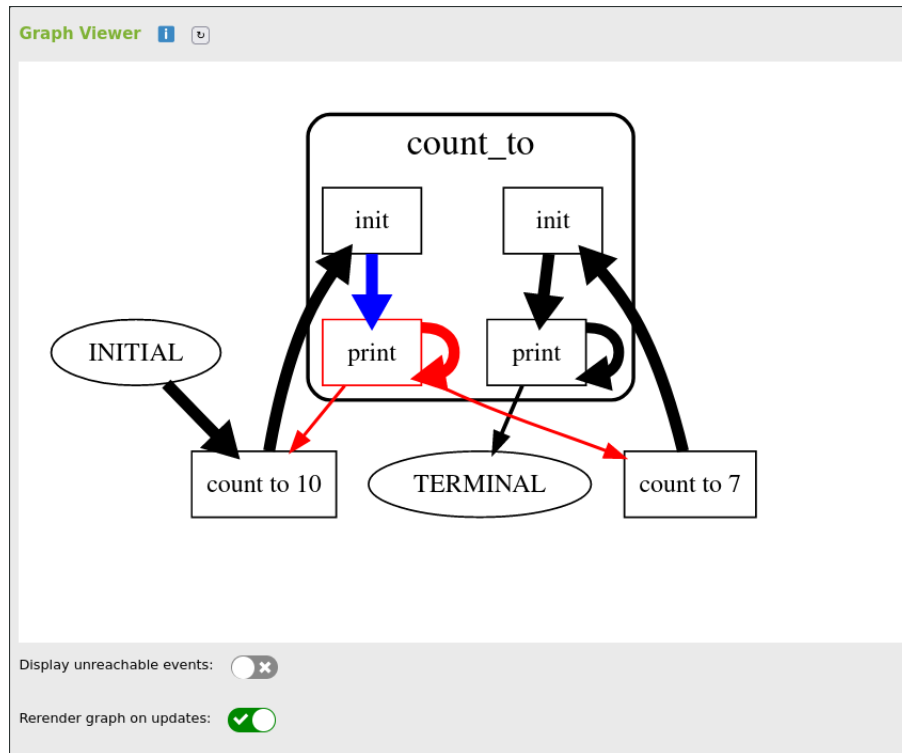 Graph Viewer i ↻
count_to
init
init
INITIAL
print
print
count to 10
TERMINAL
count to 7
Display unreachable events:
Rerender graph on updates: